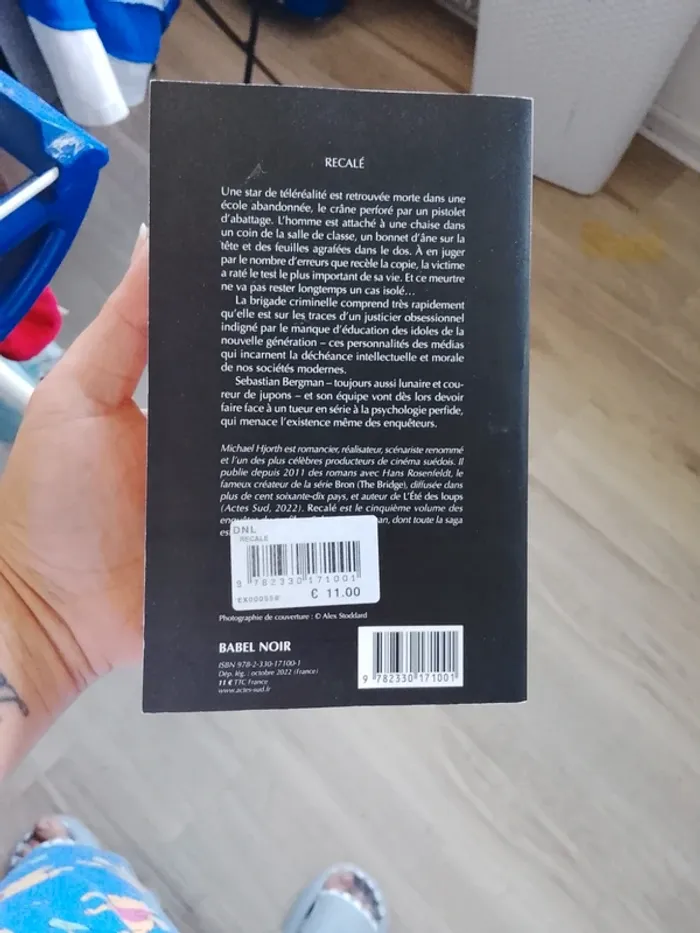 RECALÉ
Une star de téléréalité est retrouvée morte dans une
école abandonnée, le crâne perforé par un pistolet
d'abattage. L'homme est attaché à une chaise dans
un coin de la salle de classe, un bonnet d'âne sur la
tête et des feuilles agrafées dans le dos. À en juger
par le nombre d'erreurs que recèle la copie, la victime
a raté le test le plus important de sa vie. Et ce meurtre
ne va pas rester longtemps un cas isolé…
La brigade criminelle comprend très rapidement
qu'elle est sur les traces d'un justicier obsessionnel
indigné par le manque d'éducation des idoles de la
nouvelle génération – ces personnalités des médias
qui incarnent la déchéance intellectuelle et morale
de nos sociétés modernes.
Sebastian Bergman – toujours aussi lunaire et cou-
reur de jupons – et son équipe vont dès lors devoir
faire face à un tueur en série à la psychologie perfide,
qui menace l'existence même des enquêteurs.
Michael Hjorth est romancier, réalisateur, scénariste renommé
et l'un des plus célèbres producteurs de cinéma suédois. Il
publie depuis 2011 des romans avec Hans Rosenfeldt, le
fameux créateur de la série Bron (The Bridge), diffusée dans
plus de cent soixante-dix pays, et auteur de L'Été des loups
(Actes Sud, 2022). Recalé est le cinquième volume des
dont toute la saga
DNL
RECALE
9 782330 171001
EX000559
€ 11.00
Photographie de couverture : © Alex Stoddard
BABEL NOIR
ISBN 978-2-330-17100-1
Dép. lég. : octobre 2022 (France)
11 € TTC France
www.actes-sud.fr
9 782330 171001